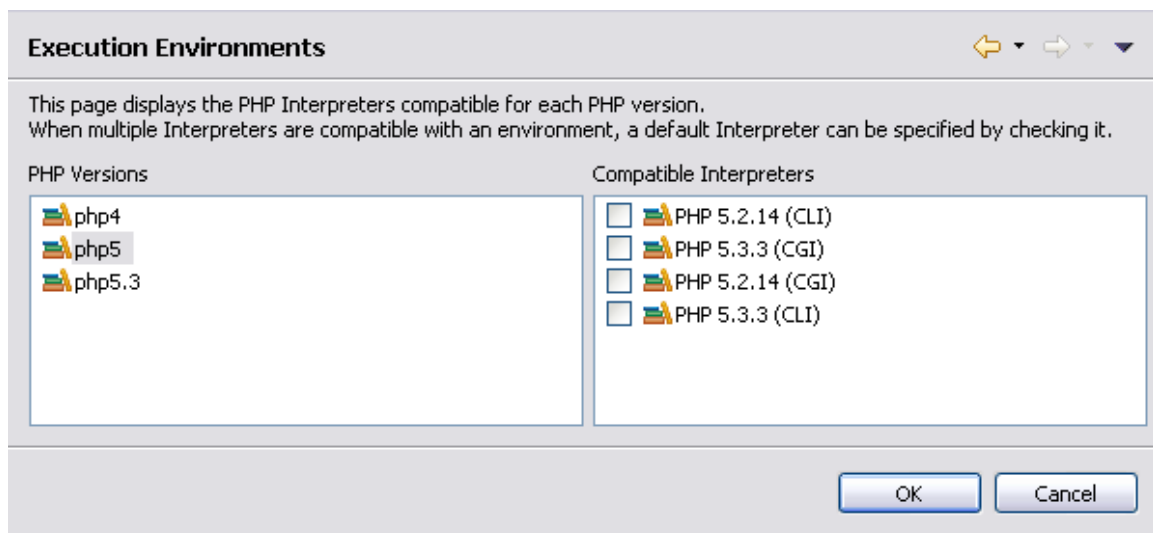 Execution Environments
This page displays the PHP Interpreters compatible for each PHP version.
When multiple Interpreters are compatible with an environment, a default Interpreter can be specified by checking it.
PHP Versions
php4
php5
php5.3
Compatible Interpreters
PHP 5.2.14 (CLI)
PHP 5.3.3 (CGI)
PHP 5.2.14 (CGI)
PHP 5.3.3 (CLI)
OK
Cancel